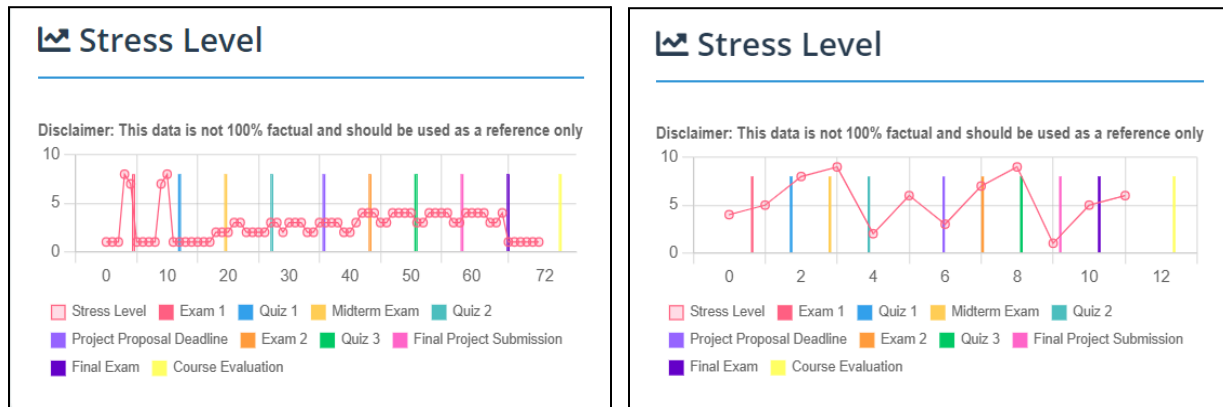 Stress Level
Disclaimer: This data is not 100% factual and should be used as a reference only
10
5
0
0 10 20 30 40 50 60 72
Stress Level Exam 1 Quiz 1 Midterm Exam Quiz 2
Project Proposal Deadline Exam 2 Quiz 3 Final Project Submission
Final Exam Course Evaluation
Stress Level
Disclaimer: This data is not 100% factual and should be used as a reference only
10
5
0
0 2 4 6 8 10 12
Stress Level Exam 1 Quiz 1 Midterm Exam Quiz 2
Project Proposal Deadline Exam 2 Quiz 3 Final Project Submission
Final Exam Course Evaluation